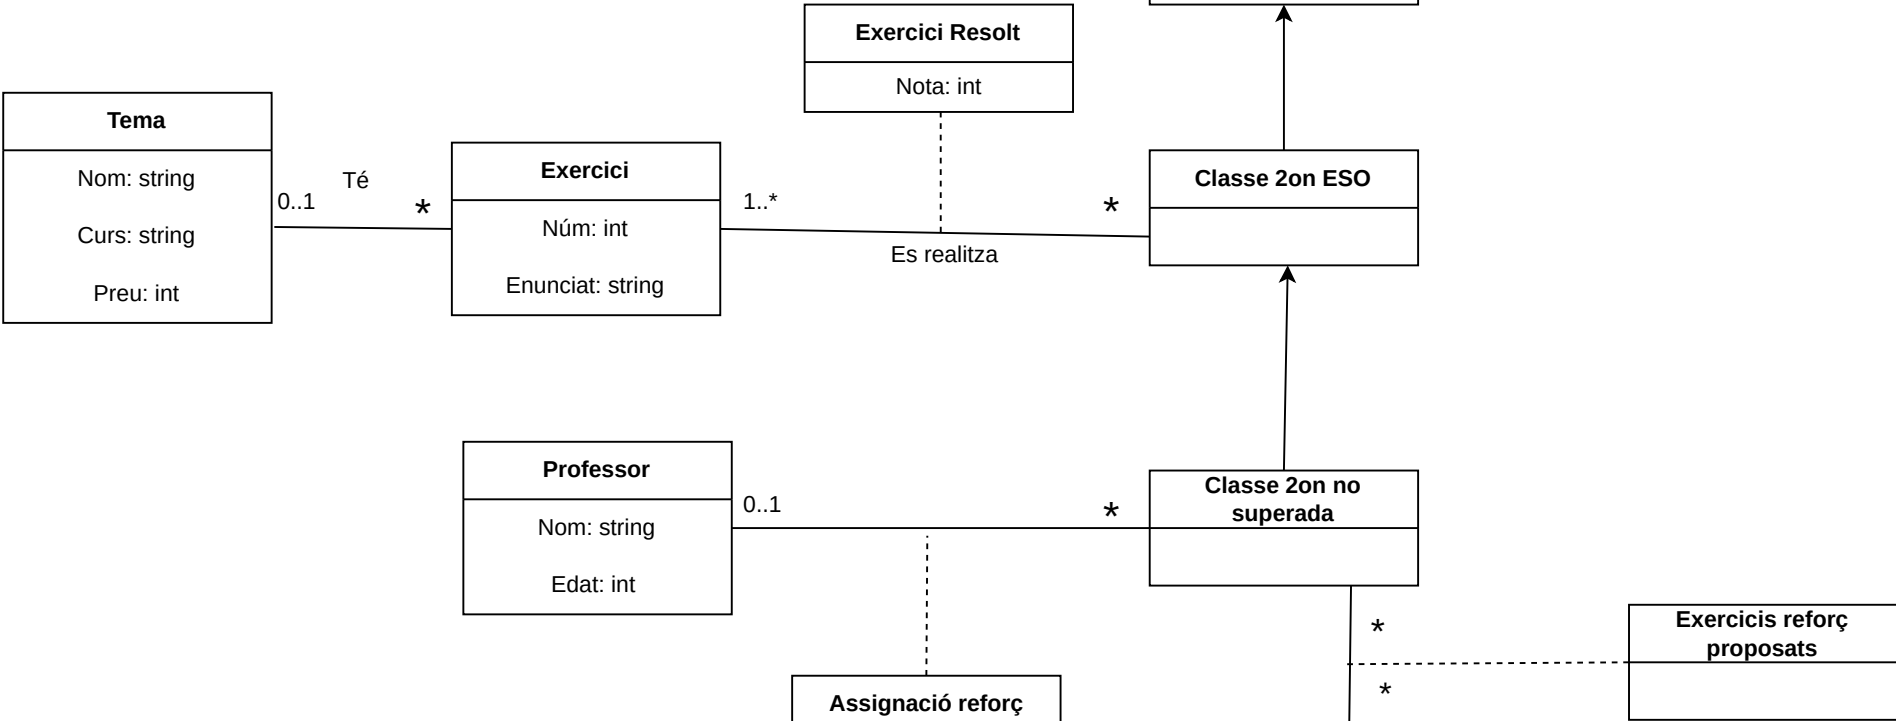 Exercici Resolt
Nota: int
Tema
Nom: string
Curs: string
Preu: int
0..1
Té
*
Exercici
Núm: int
Enunciat: string
1..*
Es realitza
*
Classe 2on ESO
Professor
Nom: string
Edat: int
0..1
*
Classe 2on no
superada
*
*
Exercicis reforç
proposats
Assignació reforç